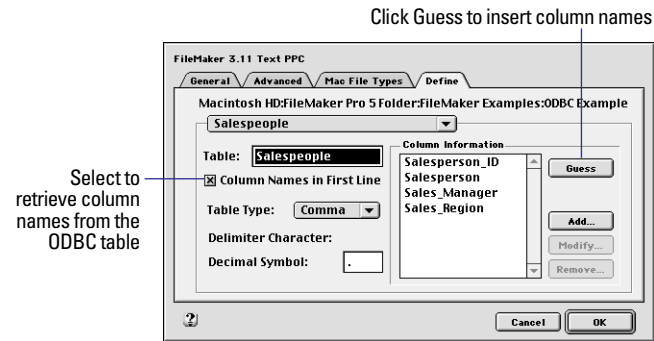 Click Guess to insert column names
FileMaker 3.11 Text PPC
General Advanced Mac File Types Define
Macintosh HD:FileMaker Pro 5 Folder:FileMaker Examples:ODBC Example
Salespeople
Table: Salespeople
Column Names in First Line
Table Type: Comma
Delimiter Character:
Decimal Symbol: .
Column Information
Salesperson_ID
Salesperson
Sales_Manager
Sales_Region
Guess
Add...
Modify...
Remove...
Select to
retrieve column
names from the
ODBC table
?
Cancel OK